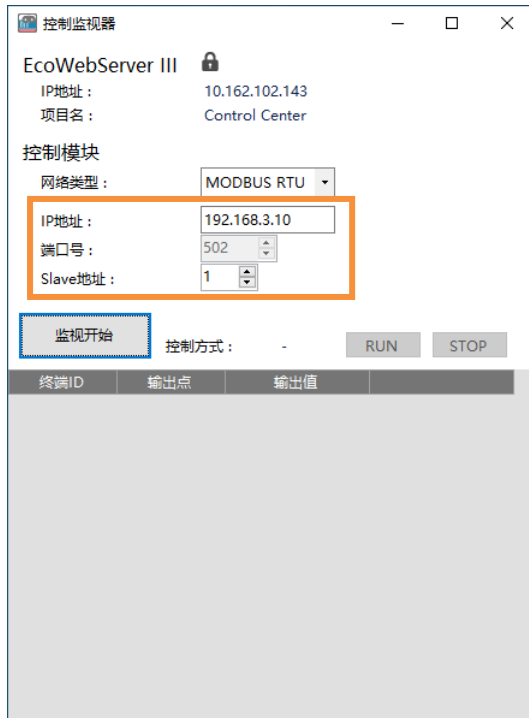 控制监视器
EcoWebServer III
IP地址： 10.162.102.143
项目名： Control Center
控制模块
网络类型： MODBUS RTU
IP地址： 192.168.3.10
端口号： 502
Slave地址： 1
监视开始 控制方式： - RUN STOP
终端ID 输出点 输出值